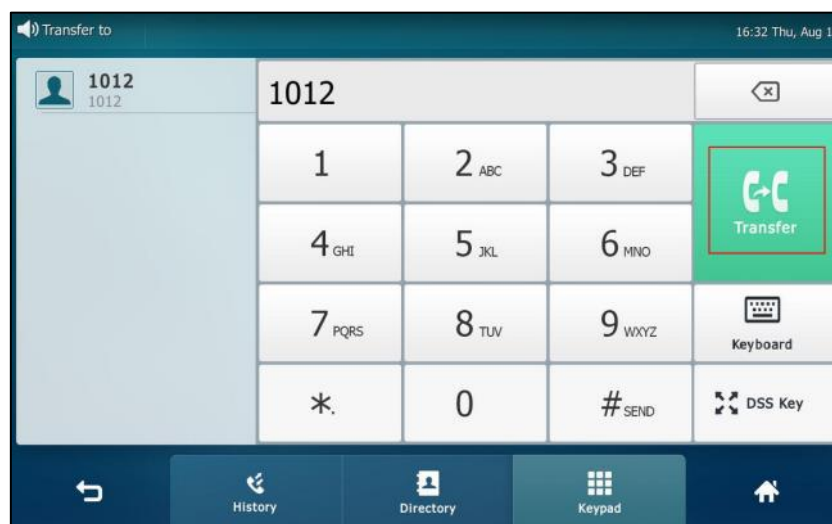 Transfer to
16:32 Thu, Aug 1
1012
1012
1012
1
2 ABC
3 DEF
Transfer
4 GHI
5 JKL
6 MNO
7 PQRS
8 TUV
9 WXYZ
Keyboard
*.
0
# SEND
DSS Key
History
Directory
Keypad